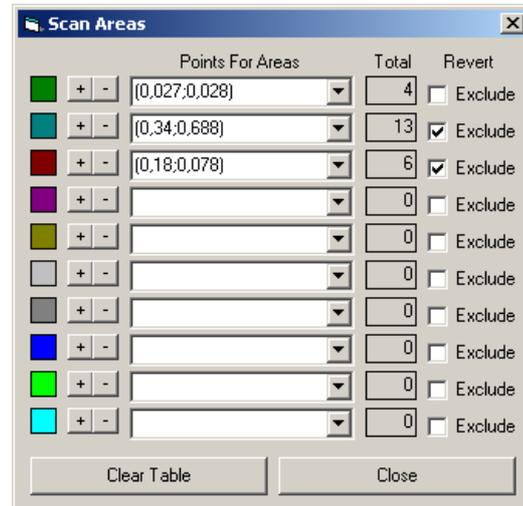 Scan Areas
Points For Areas Total Revert
+ - (0,027;0,028) 4 Exclude
+ - (0,34;0,688) 13 Exclude
+ - (0,18;0,078) 6 Exclude
+ - 0 Exclude
+ - 0 Exclude
+ - 0 Exclude
+ - 0 Exclude
+ - 0 Exclude
+ - 0 Exclude
+ - 0 Exclude
Clear Table Close